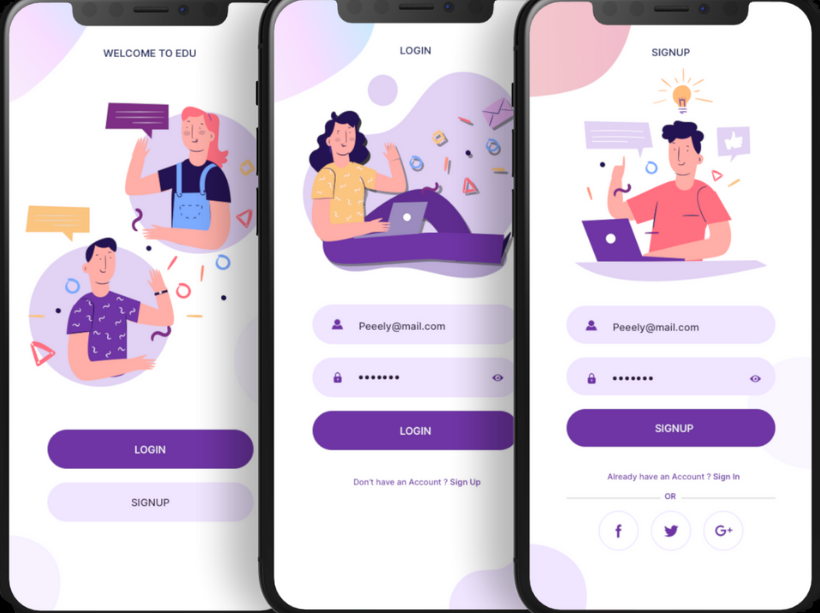 WELCOME TO EDU
LOGIN
SIGNUP
LOGIN
Peeely@mail.com
•••••••
LOGIN
Don't have an Account ? Sign Up
SIGNUP
Peeely@mail.com
•••••••
SIGNUP
Already have an Account ? Sign In
OR
f
G+